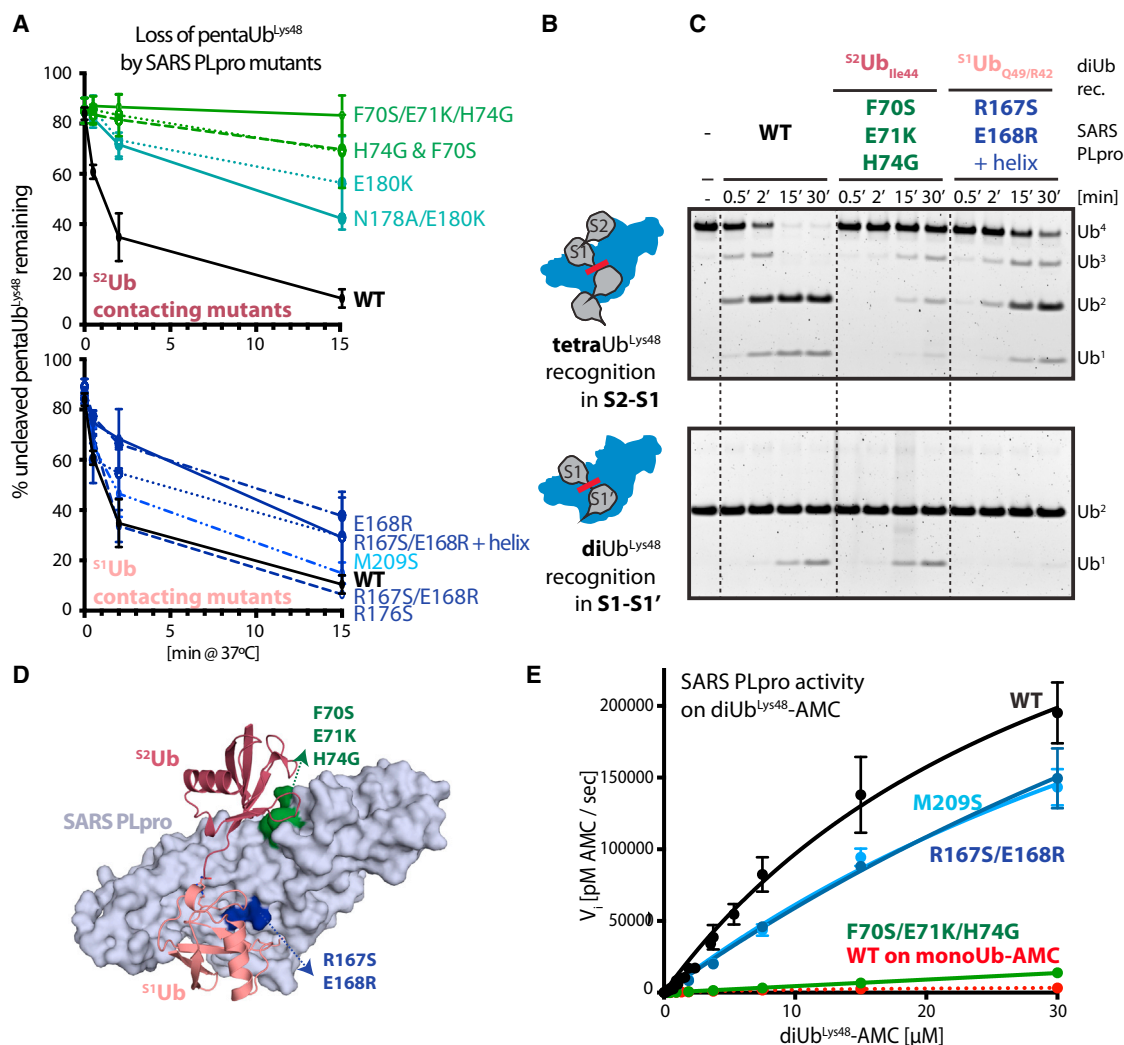 A
Loss of pentaUbLys48
by SARS PLpro mutants
% uncleaved pentaUbLys48 remaining
100
80
60
40
20
0
F70S/E71K/H74G
H74G & F70S
E180K
N178A/E180K
WT
S2Ub
contacting mutants
0 5 10 15
100
80
60
40
20
0
E168R
R167S/E168R + helix
M209S
WT
R167S/E168R
R176S
S1Ub
contacting mutants
0 5 10 15
[min @ 37ºC]
B
S2
S1
tetraUbLys48
recognition
in S2-S1
S1
S1'
diUbLys48
recognition
in S1-S1'
C
S2UbIle44 S1UbQ49/R42 diUb rec.
- WT F70S E71K H74G R167S E168R + helix SARS PLpro
- 0.5' 2' 15' 30' 0.5' 2' 15' 30' 0.5' 2' 15' 30' [min]
Ub4
Ub3
Ub2
Ub1
Ub2
Ub1
D
F70S
E71K
H74G
S2Ub
SARS PLpro
R167S
E168R
S1Ub
E
SARS PLpro activity
on diUbLys48-AMC
WT
M209S
R167S/E168R
F70S/E71K/H74G
WT on monoUb-AMC
Vi [pM AMC / sec]
200000
150000
100000
50000
0
0 10 20 30
diUbLys48-AMC [µM]